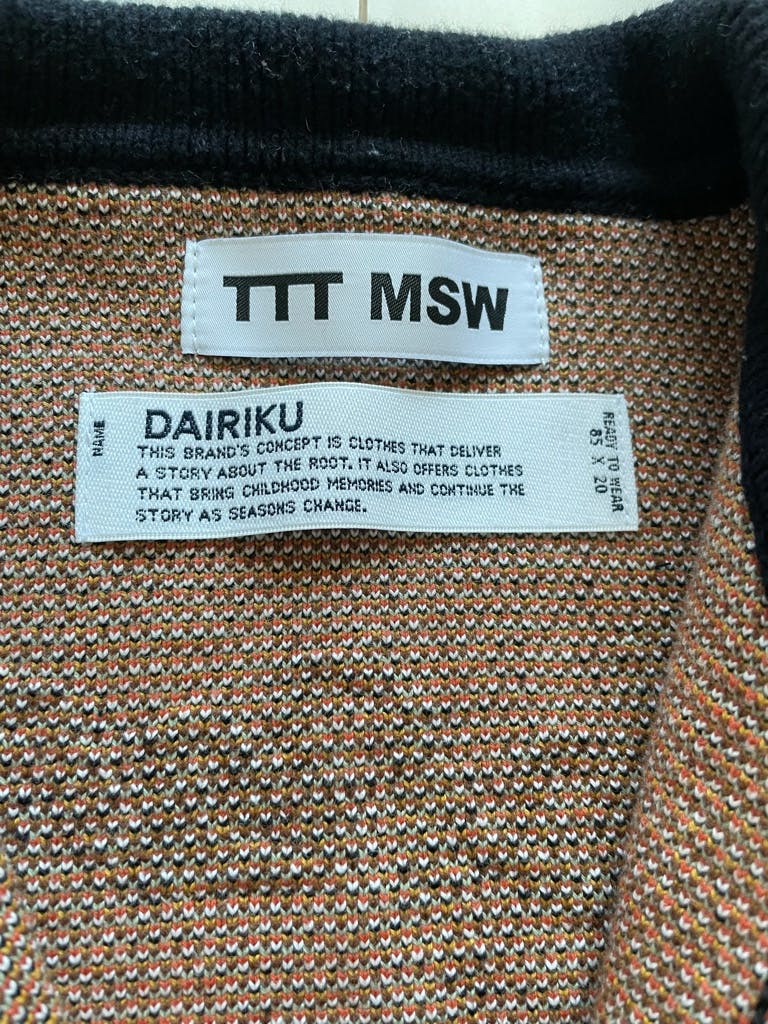 TTT MSW
NAME
DAIRIKU
THIS BRAND'S CONCEPT IS CLOTHES THAT DELIVER
A STORY ABOUT THE ROOT. IT ALSO OFFERS CLOTHES
THAT BRING CHILDHOOD MEMORIES AND CONTINUE THE
STORY AS SEASONS CHANGE.
READY TO WEAR
85 X 20